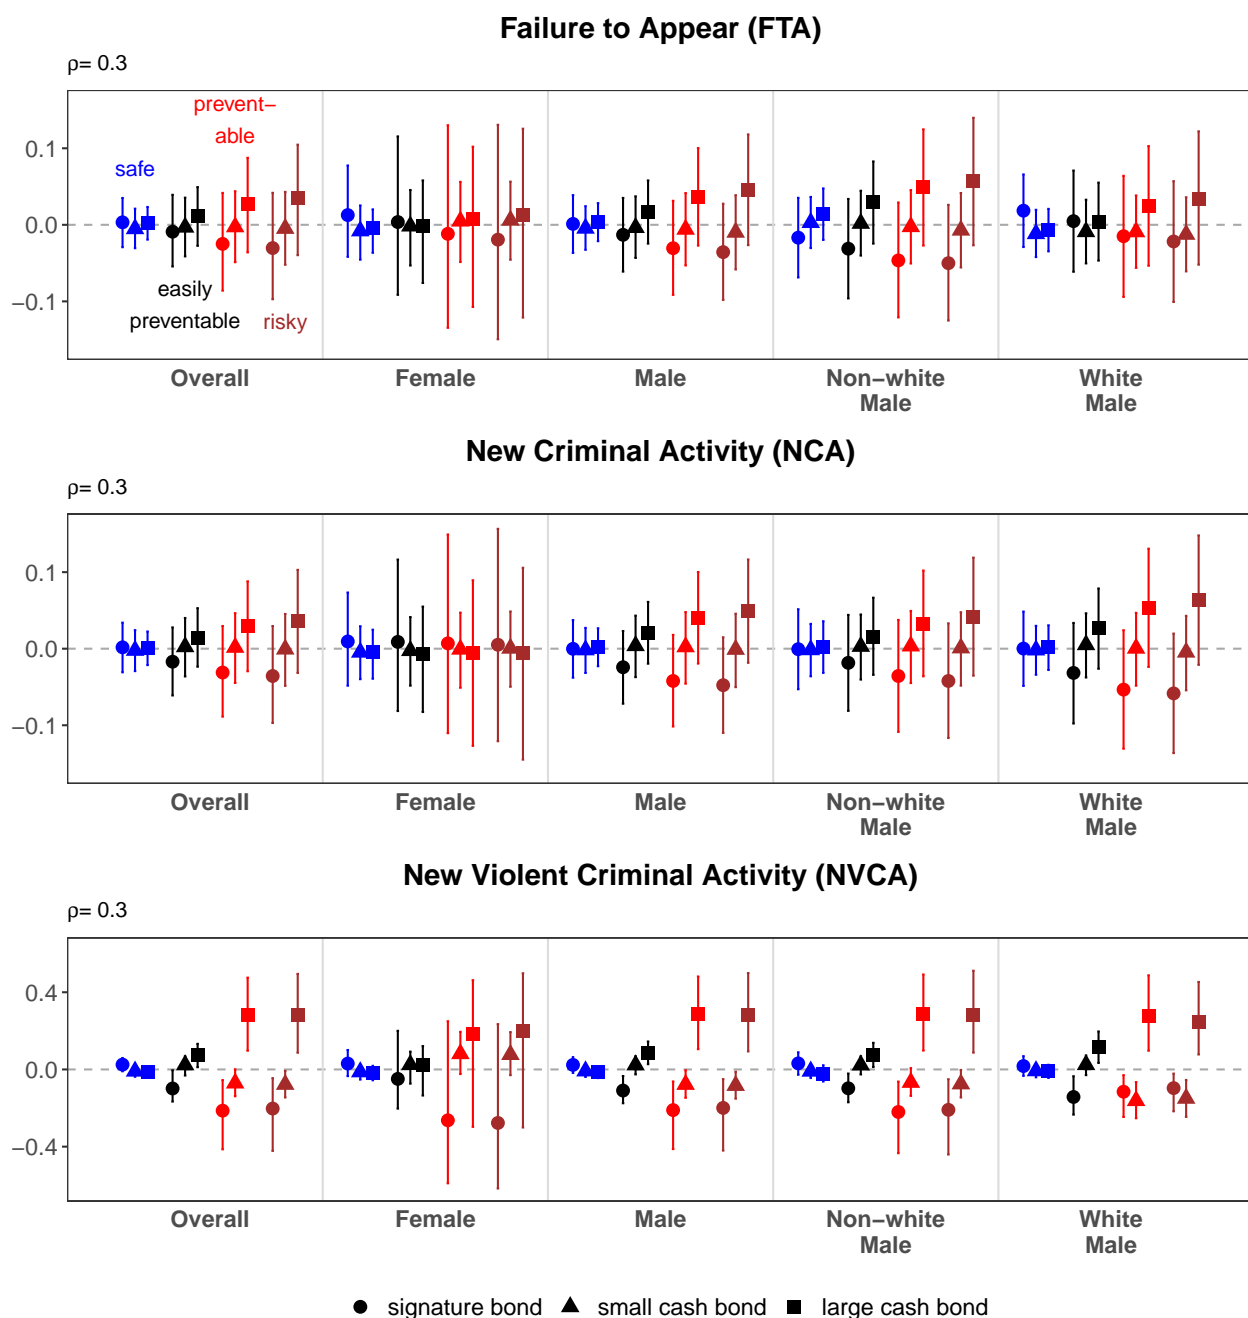 Failure to Appear (FTA)
ρ= 0.3
prevent−
able
safe
easily
preventable
risky
0.1
0.0
−0.1
Overall
Female
Male
Non−white
Male
White
Male
New Criminal Activity (NCA)
ρ= 0.3
0.1
0.0
−0.1
Overall
Female
Male
Non−white
Male
White
Male
New Violent Criminal Activity (NVCA)
ρ= 0.3
0.4
0.0
−0.4
Overall
Female
Male
Non−white
Male
White
Male
signature bond small cash bond large cash bond